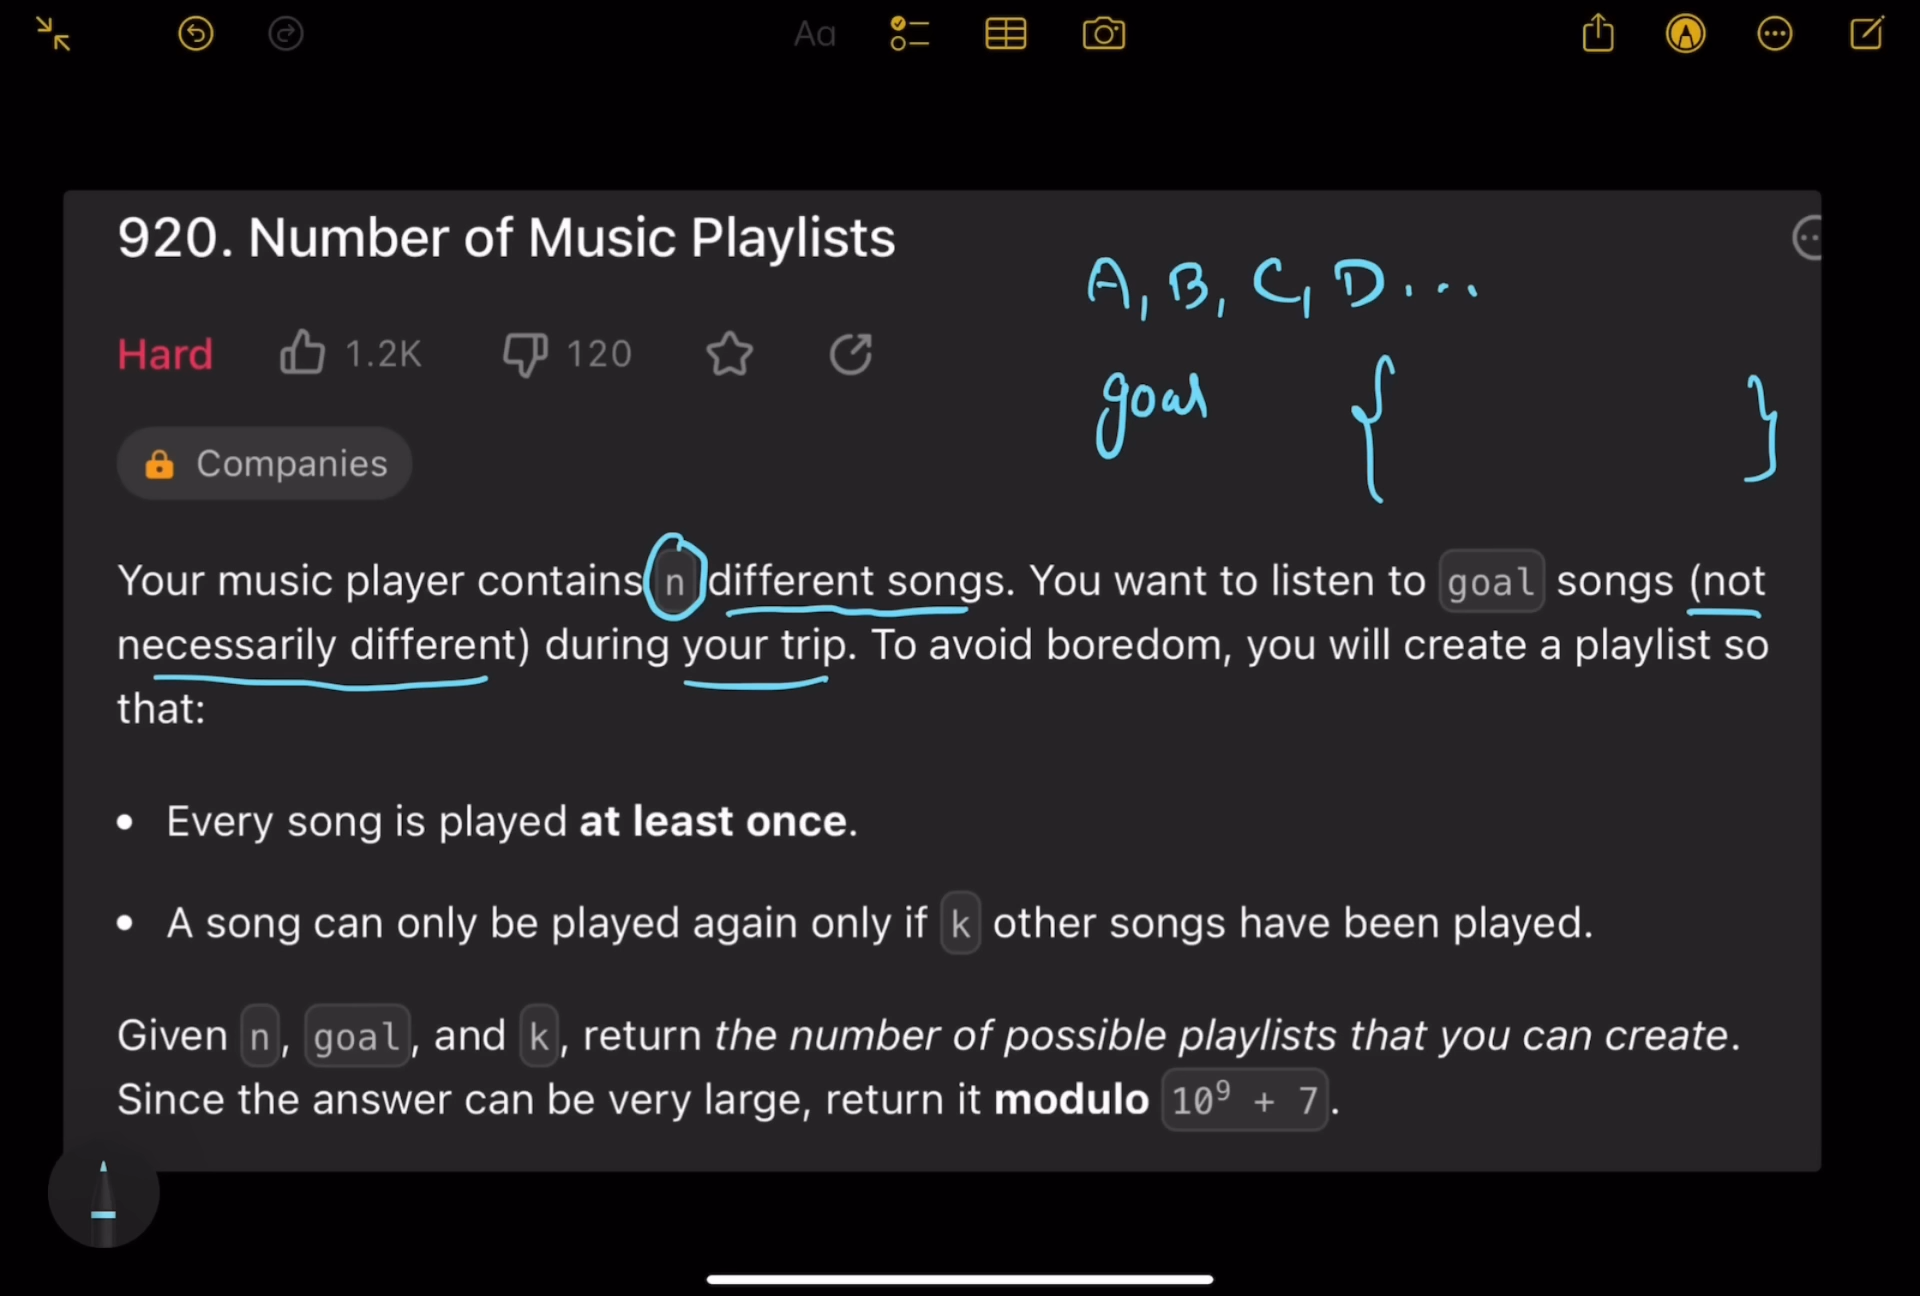 Aa
920. Number of Music Playlists
A, B, C, D...
Hard 1.2K 120
goal { }
Companies
Your music player contains n different songs. You want to listen to goal songs (not
necessarily different) during your trip. To avoid boredom, you will create a playlist so
that:
• Every song is played at least once.
• A song can only be played again only if k other songs have been played.
Given n, goal, and k, return the number of possible playlists that you can create.
Since the answer can be very large, return it modulo 10⁹ + 7.